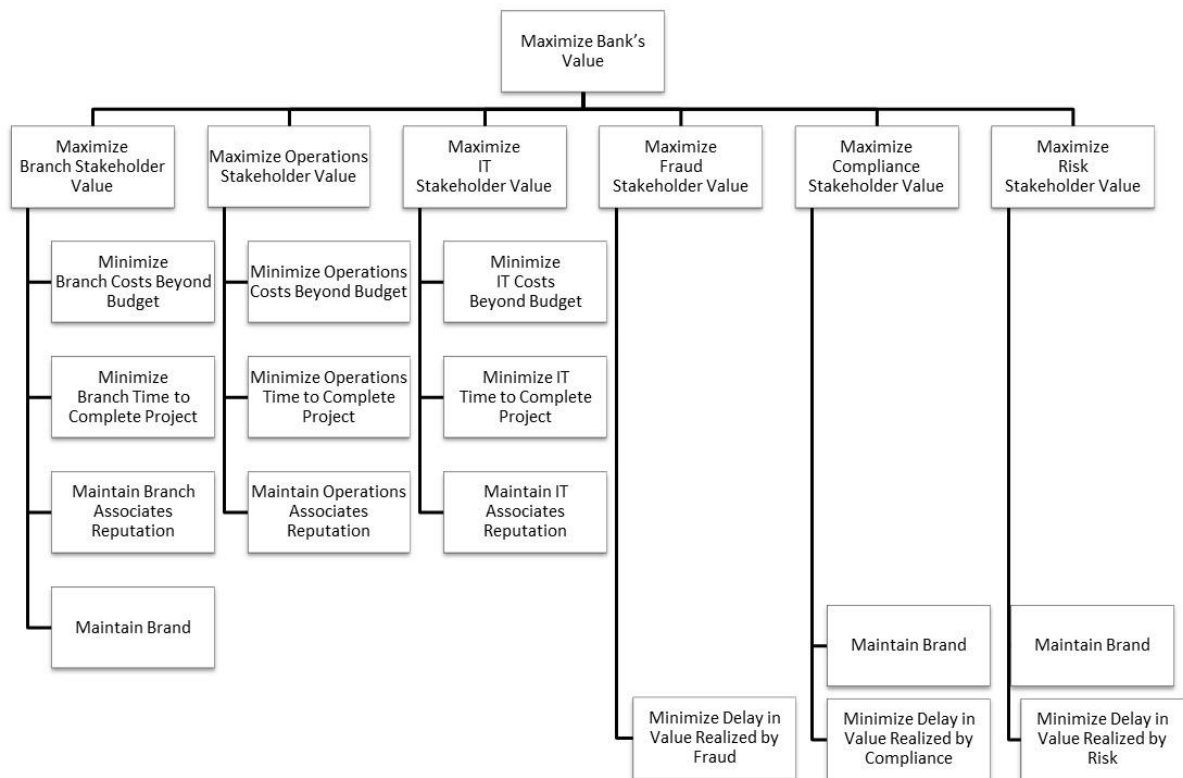 Maximize Bank's
Value
Maximize
Branch Stakeholder
Value
Maximize Operations
Stakeholder Value
Maximize
IT
Stakeholder Value
Maximize
Fraud
Stakeholder Value
Maximize
Compliance
Stakeholder Value
Maximize
Risk
Stakeholder Value
Minimize
Branch Costs Beyond
Budget
Minimize Operations
Costs Beyond Budget
Minimize
IT Costs
Beyond Budget
Minimize
Branch Time to
Complete Project
Minimize Operations
Time to Complete
Project
Minimize IT
Time to Complete
Project
Maintain Branch
Associates
Reputation
Maintain Operations
Associates
Reputation
Maintain IT
Associates
Reputation
Maintain Brand
Maintain Brand
Maintain Brand
Minimize Delay in
Value Realized by
Fraud
Minimize Delay in
Value Realized by
Compliance
Minimize Delay in
Value Realized by
Risk